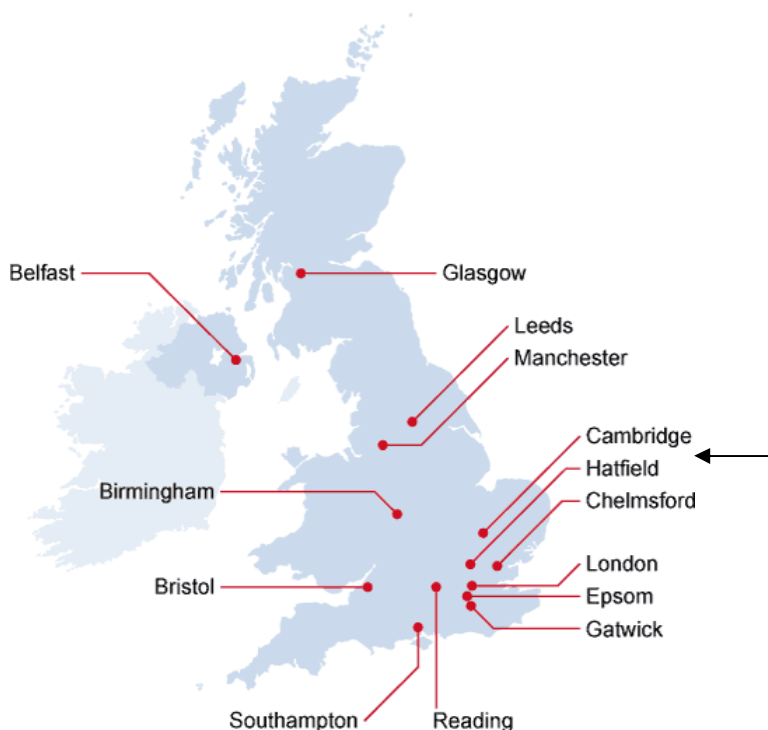 Belfast
Glasgow
Leeds
Manchester
Cambridge
Hatfield
Birmingham
Chelmsford
London
Bristol
Epsom
Gatwick
Southampton
Reading